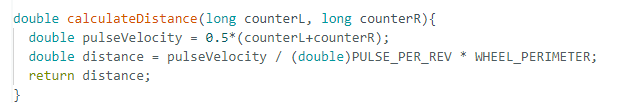 double calculateDistance(long counterL, long counterR){
  double pulseVelocity = 0.5*(counterL+counterR);
  double distance = pulseVelocity / (double)PULSE_PER_REV * WHEEL_PERIMETER;
  return distance;
}